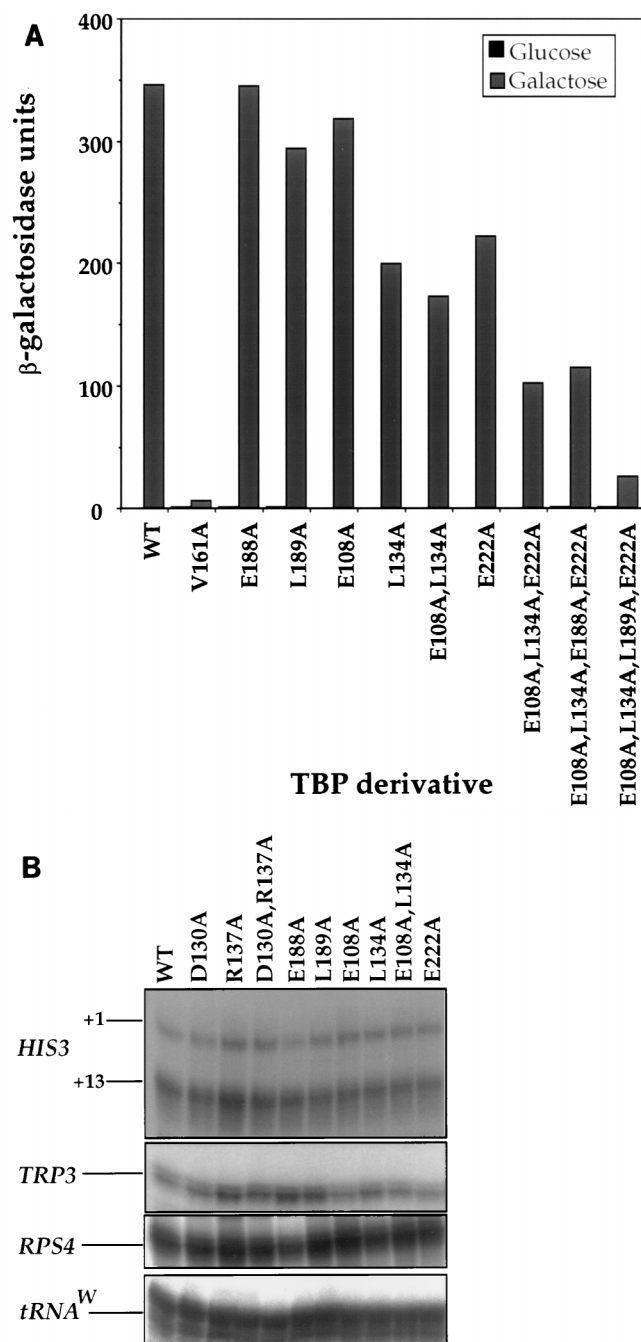 A
400
300
200
100
0
β-galactosidase units
Glucose
Galactose
WT
V161A
E188A
L189A
E108A
L134A
E108A,L134A
E222A
E108A,L134A,E222A
E108A,L134A,E188A,E222A
E108A,L134A,L189A,E222A
TBP derivative
B
WT
D130A
R137A
D130A,R137A
E188A
L189A
E108A
L134A
E108A,L134A
E222A
+1
HIS3
+13
TRP3
RPS4
tRNAᵂ